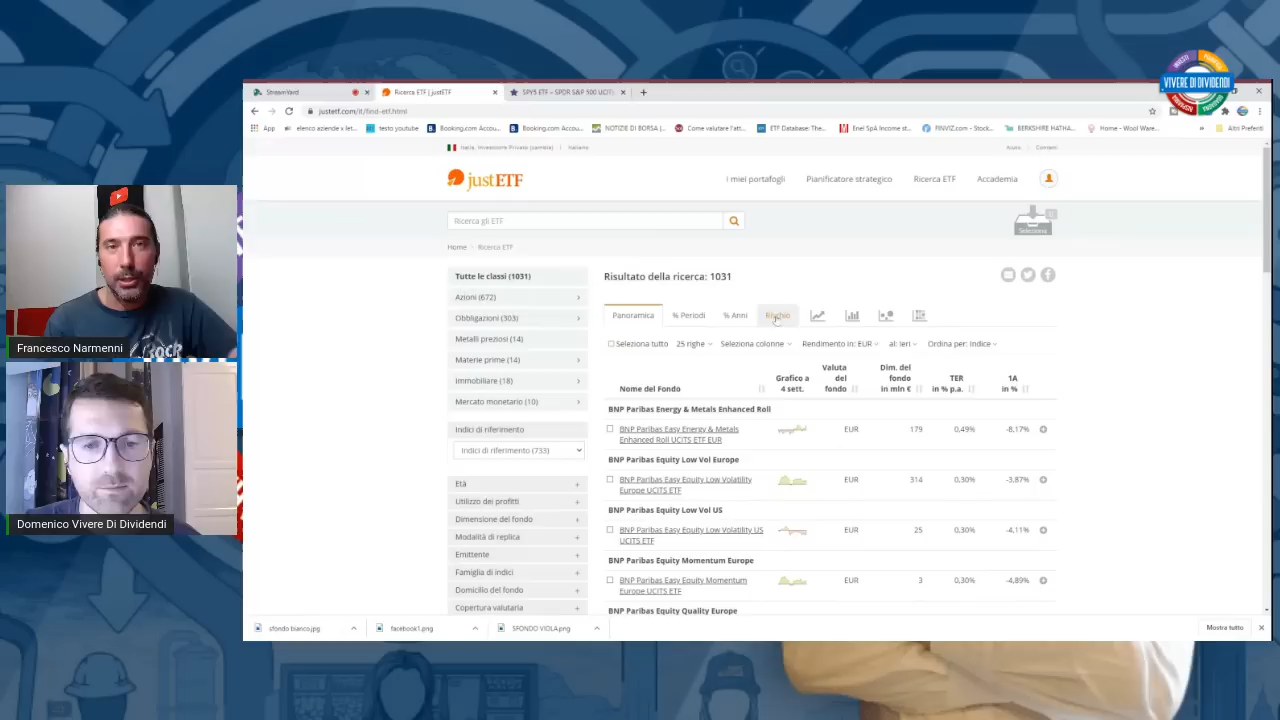 VIVERE DI DIVIDENDI
StreamYard
Ricerca ETF | justETF
SPY5 ETF – SPDR S&P 500 UCITS
justetf.com/it/find-etf.html
App
elenco aziende x let...
testo youtube
Booking.com Accou...
Booking.com Accou...
NOTIZIE DI BORSA |...
Come valutare l'att...
ETF Database: The...
Enel SpA Income st...
FINVIZ.com - Stock...
BERKSHIRE HATHA...
Home - Wool Ware...
»
Altri Preferiti
Italia, Investitore Privato (cambia) | Italiano
Aiuto | Contatti
justETF
I miei portafogli
Pianificatore strategico
Ricerca ETF
Accademia
Ricerca gli ETF
0
Seleziona
Home
Ricerca ETF
Tutte le classi (1031)
Azioni (672)
Obbligazioni (303)
Metalli preziosi (14)
Materie prime (14)
Immobiliare (18)
Mercato monetario (10)
Indici di riferimento
Indici di riferimento (733)
Età +
Utilizzo dei profitti +
Dimensione del fondo +
Modalità di replica +
Emittente +
Famiglia di indici +
Domicilio del fondo +
Copertura valutaria +
Risultato della ricerca: 1031
Panoramica
% Periodi
% Anni
Rischio
Seleziona tutto
25 righe
Seleziona colonne
Rendimento in: EUR
al: Ieri
Ordina per: Indice
Nome del Fondo
Grafico a 4 sett.
Valuta del fondo
Dim. del fondo in mln €
TER in % p.a.
1A in %
BNP Paribas Energy & Metals Enhanced Roll
BNP Paribas Easy Energy & Metals EUR 179 0,49% -8,17%
Enhanced Roll UCITS ETF EUR
BNP Paribas Equity Low Vol Europe
BNP Paribas Easy Equity Low Volatility EUR 314 0,30% -3,87%
Europe UCITS ETF
BNP Paribas Equity Low Vol US
BNP Paribas Easy Equity Low Volatility US EUR 25 0,30% -4,11%
UCITS ETF
BNP Paribas Equity Momentum Europe
BNP Paribas Easy Equity Momentum EUR 3 0,30% -4,89%
Europe UCITS ETF
BNP Paribas Equity Quality Europe
Francesco Narmenni
Domenico Vivere Di Dividendi
sfondo bianco.jpg
facebook1.png
SFONDO VIOLA.png
Mostra tutto